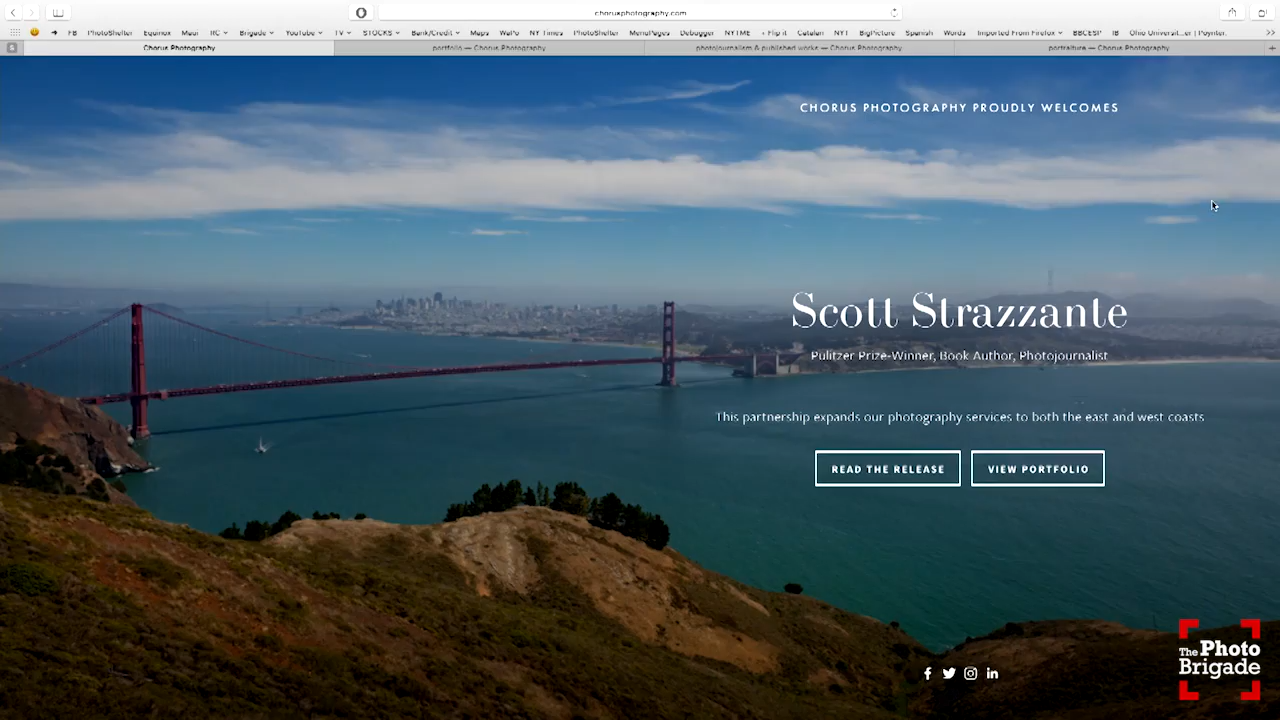 chorusphotography.com
FB PhotoShelter Equinox Maui RC Brigade YouTube TV STOCKS Bank/Credit Maps WaPo NY Times PhotoShelter MenuPages Debugger NYTME + Flip it Catalan NYT BigPicture Spanish Words Imported From Firefox BBCESP IB Ohio Universit...er | Poynter.
Chorus Photography portfolio — Chorus Photography photojournalism & published works — Chorus Photography portraiture — Chorus Photography
CHORUS PHOTOGRAPHY PROUDLY WELCOMES
Scott Strazzante
Pulitzer Prize-Winner, Book Author, Photojournalist
This partnership expands our photography services to both the east and west coasts
READ THE RELEASE VIEW PORTFOLIO
The Photo
Brigade